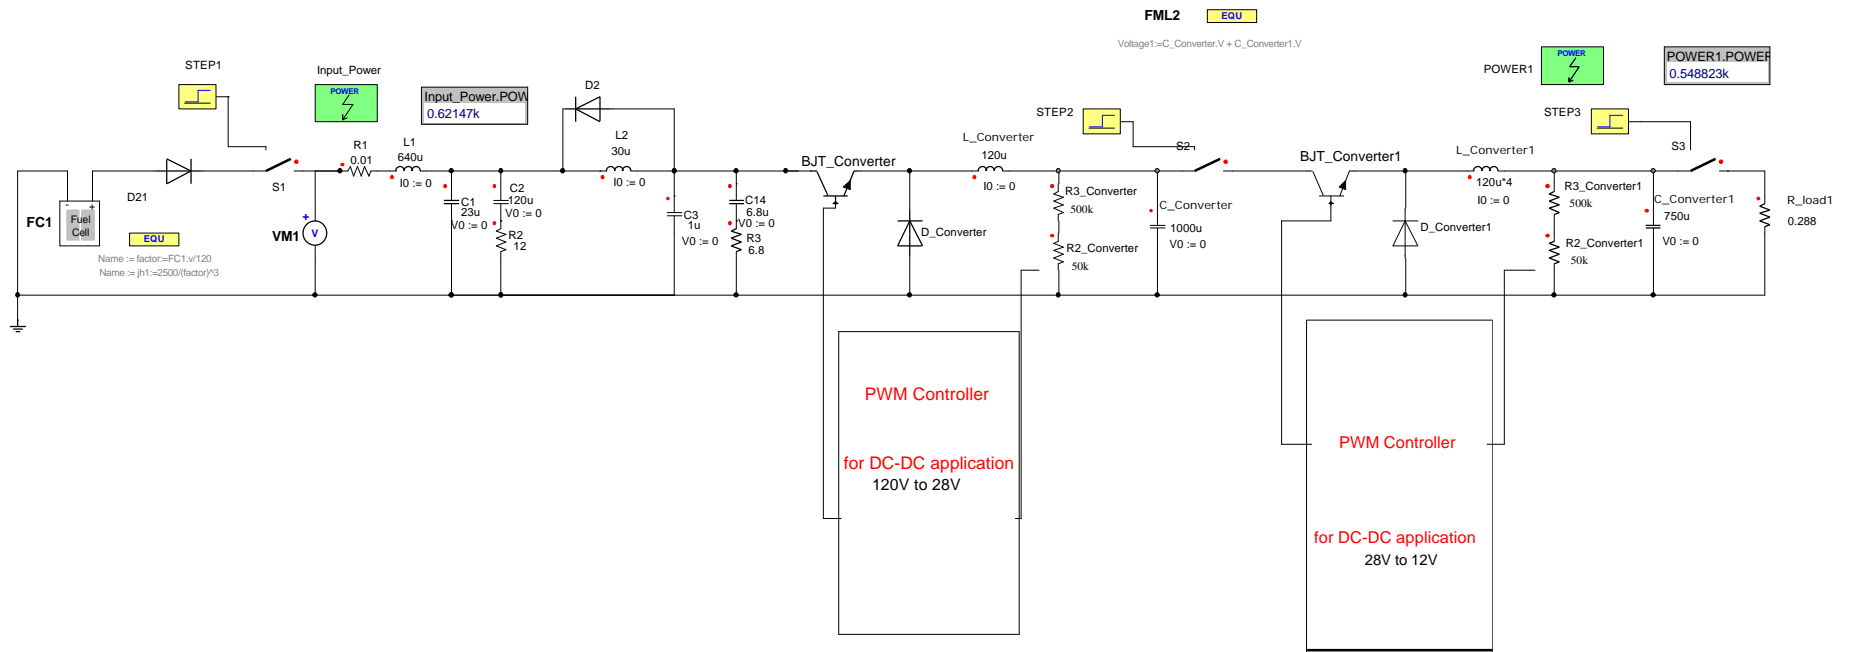 FML2
EQU
Voltage1:=C_Converter.V + C_Converter1.V
STEP1
Input_Power
POWER
Input_Power.POW
0.62147k
D2
STEP2
POWER1
POWER
POWER1.POWER
0.548823k
STEP3
R1
0.01
L1
640u
I0 := 0
L2
30u
I0 := 0
BJT_Converter
L_Converter
120u
I0 := 0
S2
BJT_Converter1
L_Converter1
120u*4
I0 := 0
S3
D21
S1
FC1
-
+
Fuel
Cell
EQU
Name := factor:=FC1.v/120
Name := jh1:=2500/(factor)^3
VM1
+
V
C1
23u
V0 := 0
C2
120u
V0 := 0
R2
12
C3
1u
V0 := 0
C14
6.8u
V0 := 0
R3
6.8
D_Converter
R3_Converter
500k
R2_Converter
50k
C_Converter
1000u
V0 := 0
D_Converter1
R3_Converter1
500k
R2_Converter1
50k
C_Converter1
750u
V0 := 0
R_load1
0.288
PWM Controller
for DC-DC application
120V to 28V
PWM Controller
for DC-DC application
28V to 12V